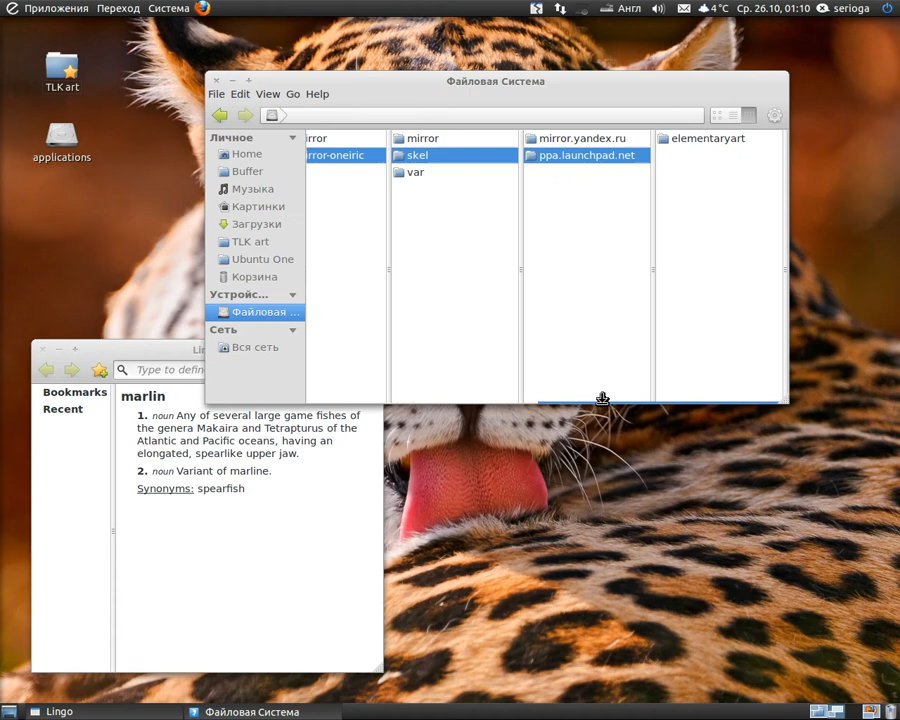 Приложения Переход Система Англ 4 °C Ср. 26.10, 01:10 serioga
TLK art
applications
Файловая Система
File Edit View Go Help
Личное
Home
Buffer
Музыка
Картинки
Загрузки
TLK art
Ubuntu One
Корзина
Устройс...
Файловая ...
Сеть
Вся сеть
irror
irror-oneiric
mirror
skel
var
mirror.yandex.ru
ppa.launchpad.net
elementaryart
Lin
Type to defin
Bookmarks
Recent
marlin
1. noun Any of several large game fishes of
the genera Makaira and Tetrapturus of the
Atlantic and Pacific oceans, having an
elongated, spearlike upper jaw.
2. noun Variant of marline.
Synonyms: spearfish
Lingo Файловая Система